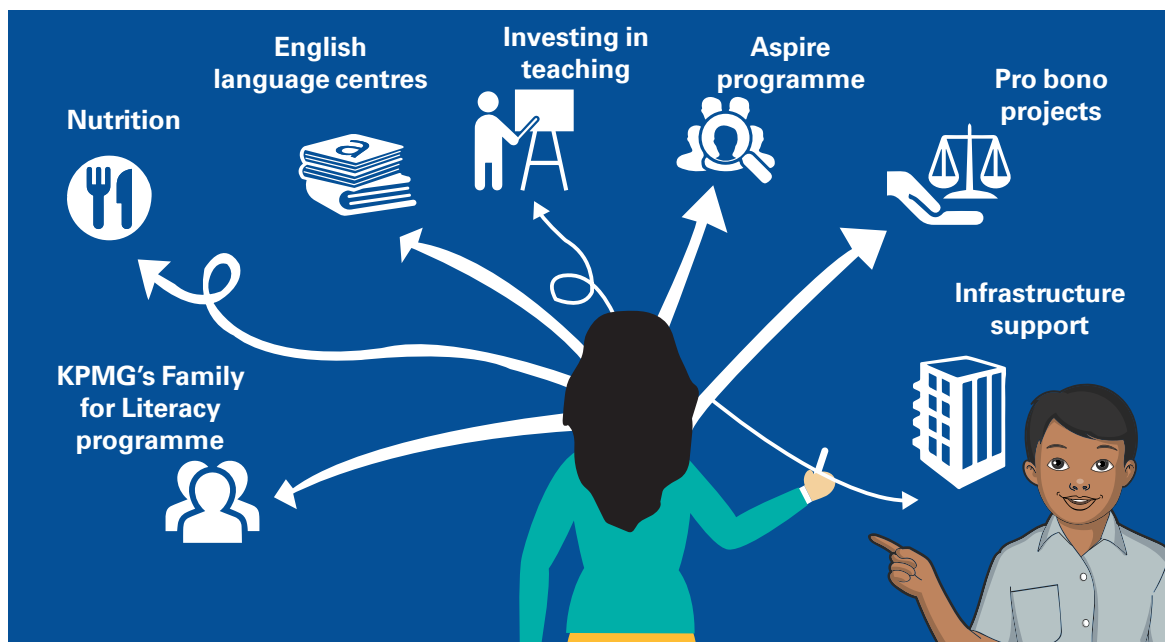 Nutrition
English
language centres
Investing in
teaching
Aspire
programme
Pro bono
projects
Infrastructure
support
KPMG's Family
for Literacy
programme
a